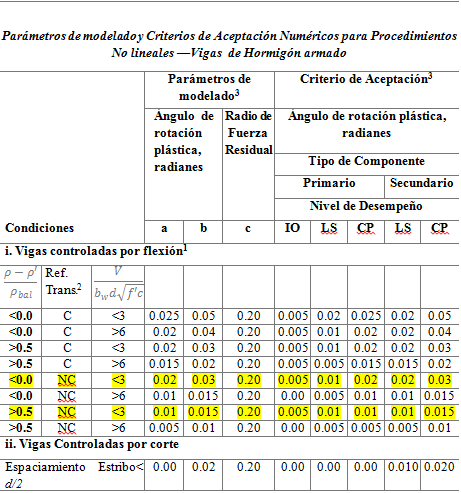 Parámetros de modeladoy Criterios de Aceptación Numéricos para Procedimientos
No lineales —Vigas de Hormigón armado
Parámetros de modelado³
Criterio de Aceptación³
Ángulo de rotación plástica, radianes
Radio de Fuerza Residual
Ángulo de rotación plástica, radianes
Tipo de Componente
Primario Secundario
Nivel de Desempeño
Condiciones a b c IO LS CP LS CP
i. Vigas controladas por flexión¹
ρ − ρ′ / ρbal Ref. Trans.² V / bw d√f′c
<0.0 C <3 0.025 0.05 0.20 0.005 0.02 0.025 0.02 0.05
<0.0 C >6 0.02 0.04 0.20 0.005 0.01 0.02 0.02 0.04
>0.5 C <3 0.02 0.03 0.20 0.005 0.01 0.02 0.02 0.03
>0.5 C >6 0.015 0.02 0.20 0.005 0.005 0.015 0.015 0.02
<0.0 NC <3 0.02 0.03 0.20 0.005 0.01 0.02 0.02 0.03
<0.0 NC >6 0.01 0.015 0.20 0.00 0.005 0.01 0.01 0.015
>0.5 NC <3 0.01 0.015 0.20 0.005 0.01 0.01 0.01 0.015
>0.5 NC >6 0.005 0.01 0.20 0.00 0.005 0.005 0.005 0.01
ii. Vigas Controladas por corte
Espaciamiento Estribo< d/2 0.00 0.02 0.20 0.00 0.00 0.00 0.010 0.020